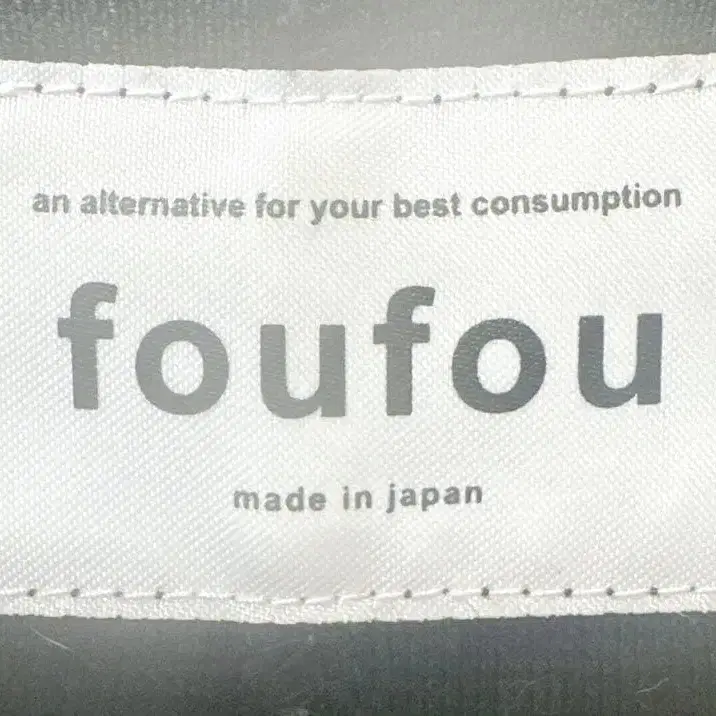 an alternative for your best consumption
foufou
made in japan